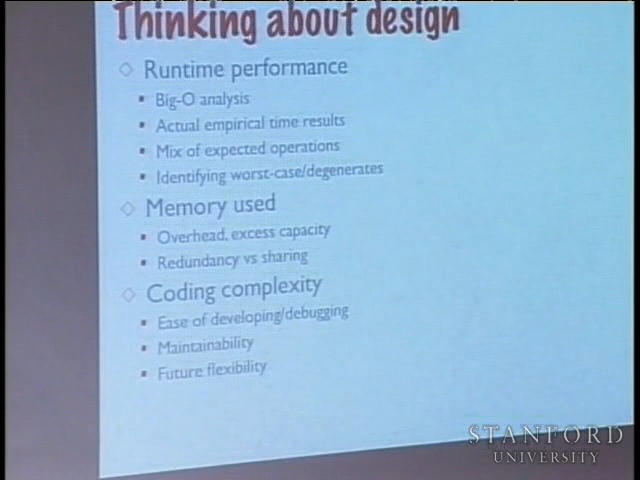 Thinking about design
Runtime performance
Big-O analysis
Actual empirical time results
Mix of expected operations
Identifying worst-case/degenerates
Memory used
Overhead, excess capacity
Redundancy vs sharing
Coding complexity
Ease of developing/debugging
Maintainability
Future flexibility
STANFORD
UNIVERSITY